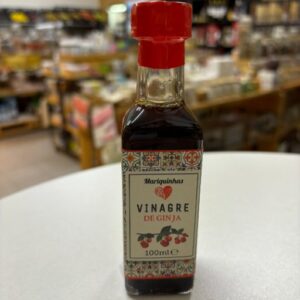 Mariquinhas
VINAGRE
DE GINJA
100ml ℮